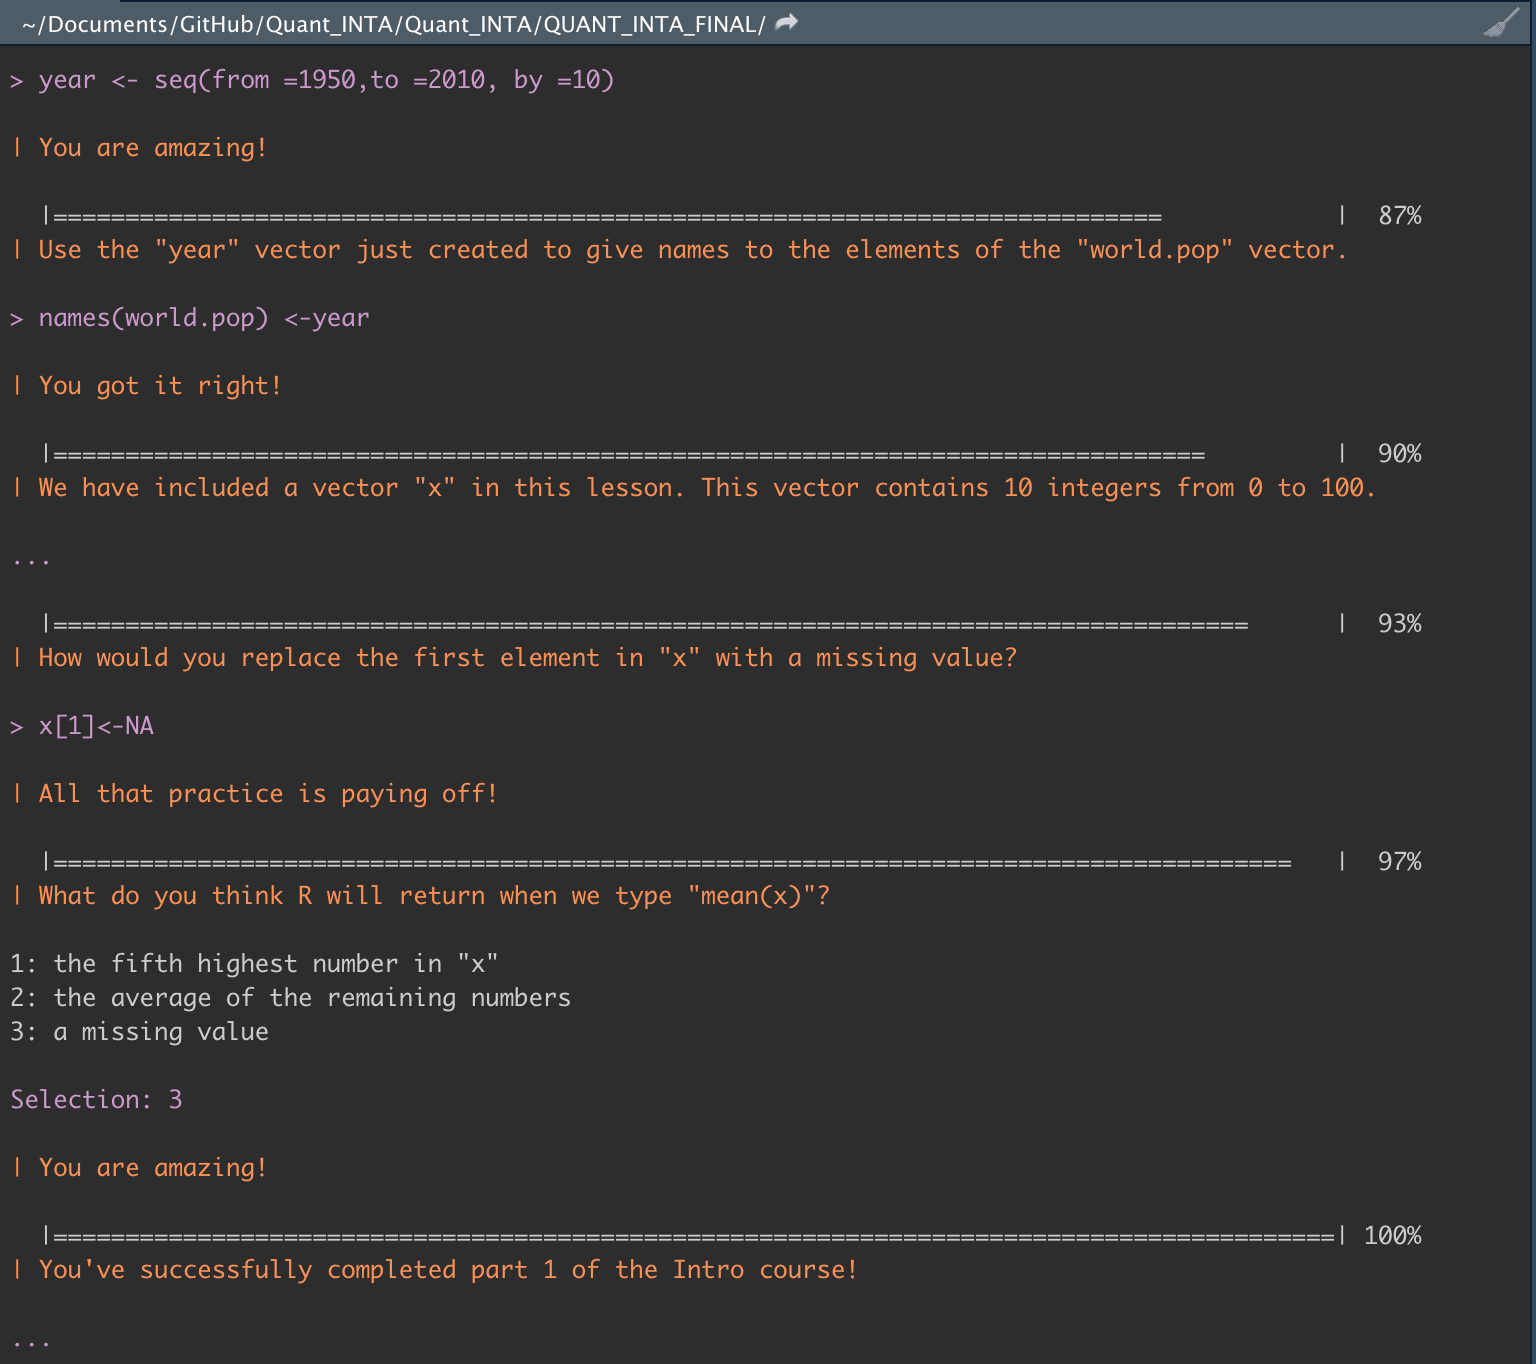 ~/Documents/GitHub/Quant_INTA/Quant_INTA/QUANT_INTA_FINAL/
> year <- seq(from =1950,to =2010, by =10)
| You are amazing!
|============================================================================= | 87%
| Use the "year" vector just created to give names to the elements of the "world.pop" vector.
> names(world.pop) <-year
| You got it right!
|================================================================================ | 90%
| We have included a vector "x" in this lesson. This vector contains 10 integers from 0 to 100.
...
|=================================================================================== | 93%
| How would you replace the first element in "x" with a missing value?
> x[1]<-NA
| All that practice is paying off!
|====================================================================================== | 97%
| What do you think R will return when we type "mean(x)"?
1: the fifth highest number in "x"
2: the average of the remaining numbers
3: a missing value
Selection: 3
| You are amazing!
|=========================================================================================| 100%
| You've successfully completed part 1 of the Intro course!
...